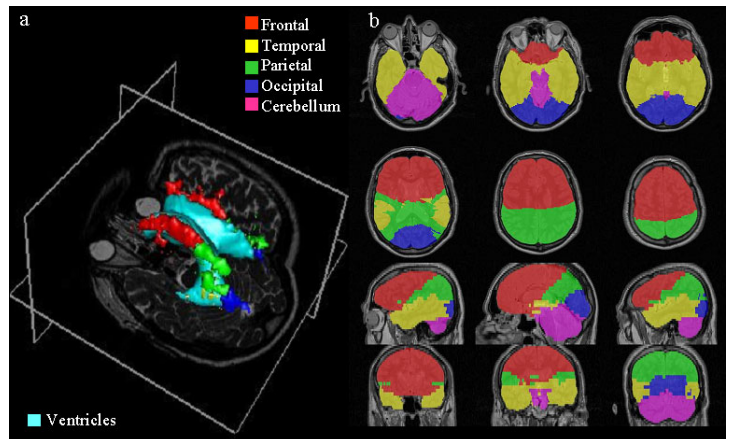 a
Frontal
Temporal
Parietal
Occipital
Cerebellum
Ventricles
b